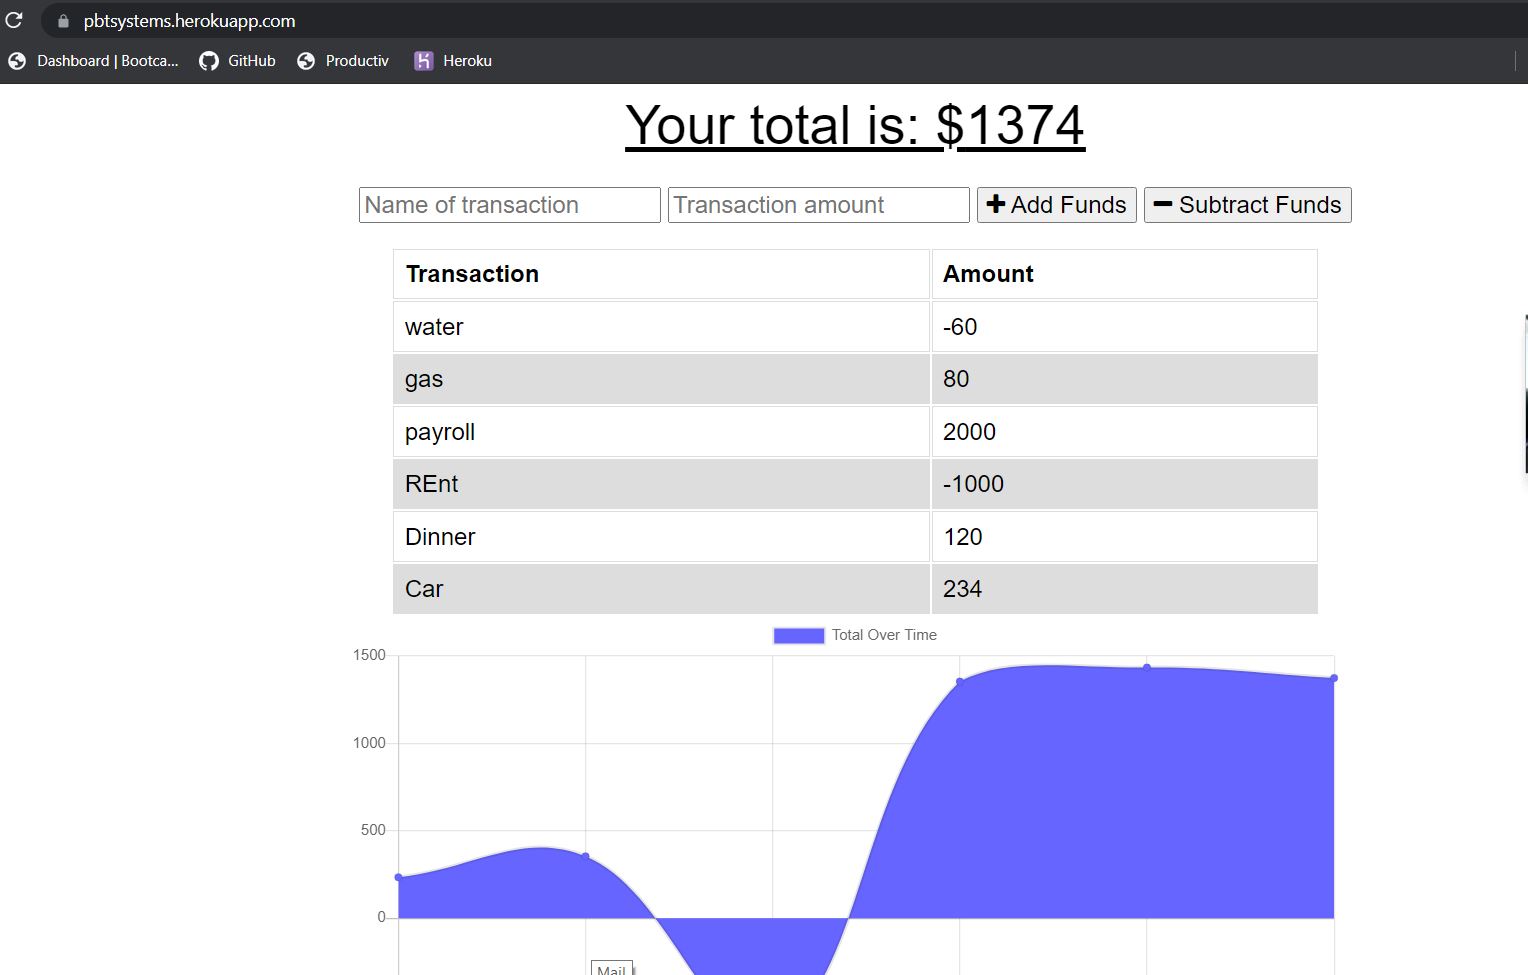 pbtsystems.herokuapp.com
Dashboard | Bootca... GitHub Productiv Heroku
Your total is: $1374
Name of transaction Transaction amount Add Funds Subtract Funds
Transaction Amount
water -60
gas 80
payroll 2000
REnt -1000
Dinner 120
Car 234
Total Over Time
1500
1000
500
0
Mail